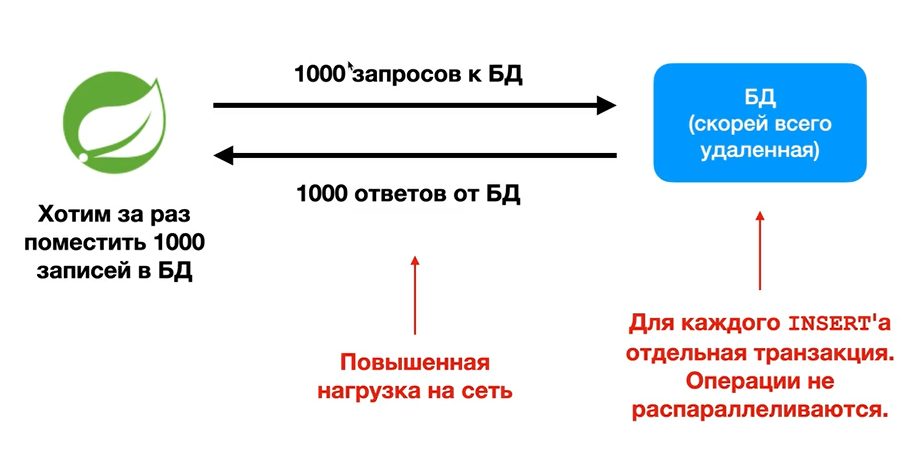 1000 запросов к БД
БД
(скорей всего
удаленная)
1000 ответов от БД
Хотим за раз
поместить 1000
записей в БД
Повышенная
нагрузка на сеть
Для каждого INSERT'а
отдельная транзакция.
Операции не
распараллеливаются.